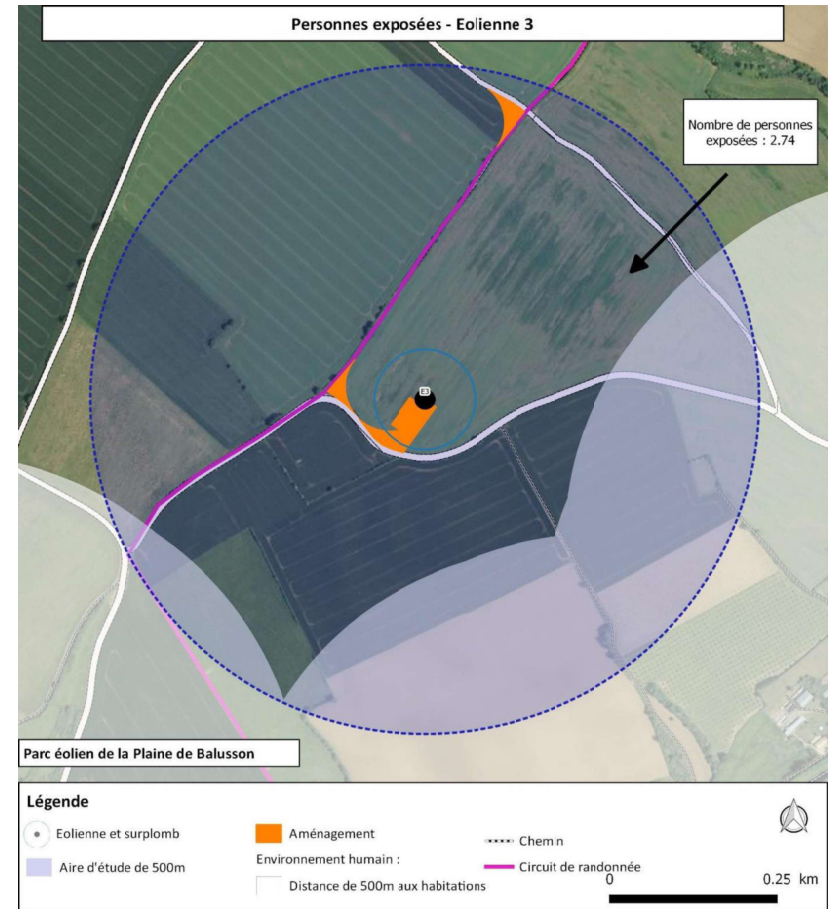 Personnes exposées - Eolienne 3
Nombre de personnes
exposées : 2.74
E3
Parc éolien de la Plaine de Balusson
Légende
Eolienne et surplomb
Aire d'étude de 500m
Aménagement
Environnement humain :
Distance de 500m aux habitations
Chemin
Circuit de randonnée
0 0.25 km